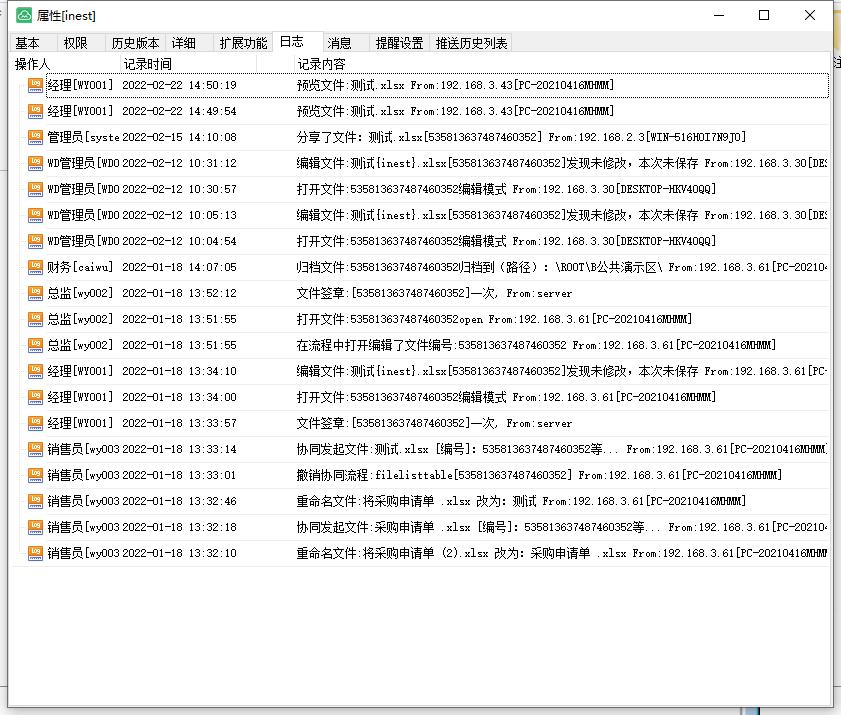 属性[inest]
基本 权限 历史版本 详细 扩展功能 日志 消息 提醒设置 推送历史列表
操作人 记录时间 记录内容
经理[WY001] 2022-02-22 14:50:19 预览文件:测试.xlsx From:192.168.3.43[PC-20210416MHMM]
经理[WY001] 2022-02-22 14:49:54 预览文件:测试.xlsx From:192.168.3.43[PC-20210416MHMM]
管理员[syste 2022-02-15 14:10:08 分享了文件：测试.xlsx[535813637487460352] From:192.168.2.3[WIN-516HOI7N9JO]
WD管理员[WDO 2022-02-12 10:31:12 编辑文件:测试{inest}.xlsx[535813637487460352]发现未修改，本次未保存 From:192.168.3.30[DES
WD管理员[WDO 2022-02-12 10:30:57 打开文件:535813637487460352编辑模式 From:192.168.3.30[DESKTOP-HKV4OQQ]
WD管理员[WDO 2022-02-12 10:05:13 编辑文件:测试{inest}.xlsx[535813637487460352]发现未修改，本次未保存 From:192.168.3.30[DES
WD管理员[WDO 2022-02-12 10:04:54 打开文件:535813637487460352编辑模式 From:192.168.3.30[DESKTOP-HKV4OQQ]
财务[caiwu] 2022-01-18 14:07:05 归档文件:535813637487460352归档到（路径）：\ROOT\B公共演示区\ From:192.168.3.61[PC-202104
总监[wy002] 2022-01-18 13:52:12 文件签章:[535813637487460352]一次, From:server
总监[wy002] 2022-01-18 13:51:55 打开文件:535813637487460352open From:192.168.3.61[PC-20210416MHMM]
总监[wy002] 2022-01-18 13:51:55 在流程中打开编辑了文件编号:535813637487460352 From:192.168.3.61[PC-20210416MHMM]
经理[WY001] 2022-01-18 13:34:10 编辑文件:测试{inest}.xlsx[535813637487460352]发现未修改，本次未保存 From:192.168.3.61[PC-
经理[WY001] 2022-01-18 13:34:00 打开文件:535813637487460352编辑模式 From:192.168.3.61[PC-20210416MHMM]
经理[WY001] 2022-01-18 13:33:57 文件签章:[535813637487460352]一次, From:server
销售员[wy003 2022-01-18 13:33:14 协同发起文件:测试.xlsx [编号]：535813637487460352等... From:192.168.3.61[PC-20210416MHMM]
销售员[wy003 2022-01-18 13:33:01 撤销协同流程:filelisttable[535813637487460352] From:192.168.3.61[PC-20210416MHMM]
销售员[wy003 2022-01-18 13:32:46 重命名文件:将采购申请单 .xlsx 改为：测试 From:192.168.3.61[PC-20210416MHMM]
销售员[wy003 2022-01-18 13:32:18 协同发起文件:采购申请单 .xlsx [编号]：535813637487460352等... From:192.168.3.61[PC-202104
销售员[wy003 2022-01-18 13:32:10 重命名文件:将采购申请单 (2).xlsx 改为：采购申请单 .xlsx From:192.168.3.61[PC-20210416MHMM